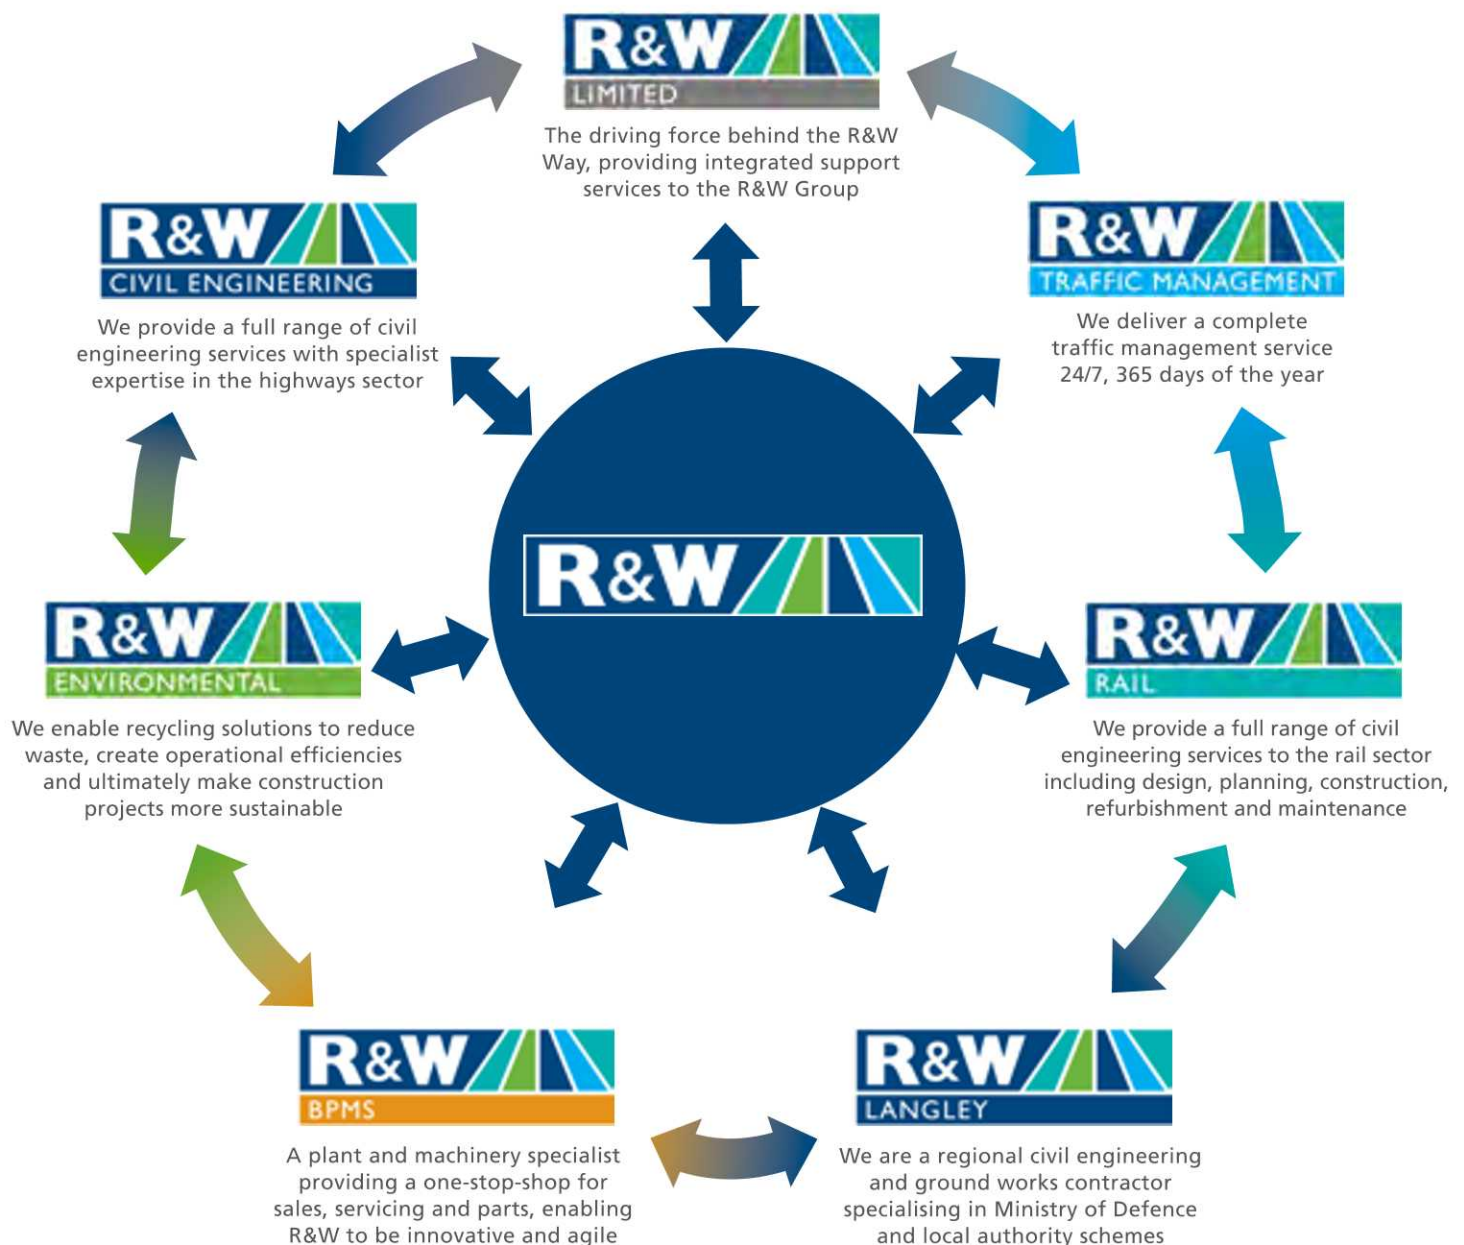 R&W
LIMITED
The driving force behind the R&W
Way, providing integrated support
services to the R&W Group
R&W
CIVIL ENGINEERING
We provide a full range of civil
engineering services with specialist
expertise in the highways sector
R&W
TRAFFIC MANAGEMENT
We deliver a complete
traffic management service
24/7, 365 days of the year
R&W
R&W
ENVIRONMENTAL
We enable recycling solutions to reduce
waste, create operational efficiencies
and ultimately make construction
projects more sustainable
R&W
RAIL
We provide a full range of civil
engineering services to the rail sector
including design, planning, construction,
refurbishment and maintenance
R&W
BPMS
A plant and machinery specialist
providing a one-stop-shop for
sales, servicing and parts, enabling
R&W to be innovative and agile
R&W
LANGLEY
We are a regional civil engineering
and ground works contractor
specialising in Ministry of Defence
and local authority schemes